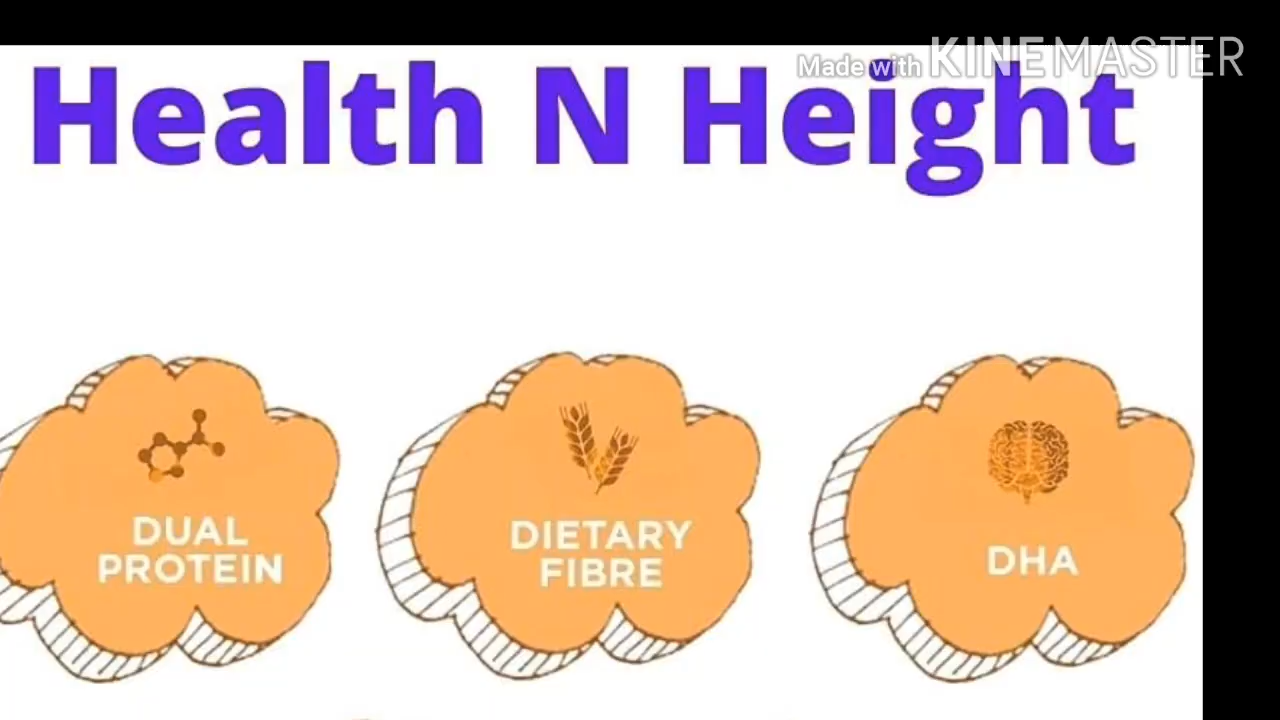 Made with KINEMASTER
Health N Height
DUAL
PROTEIN
DIETARY
FIBRE
DHA